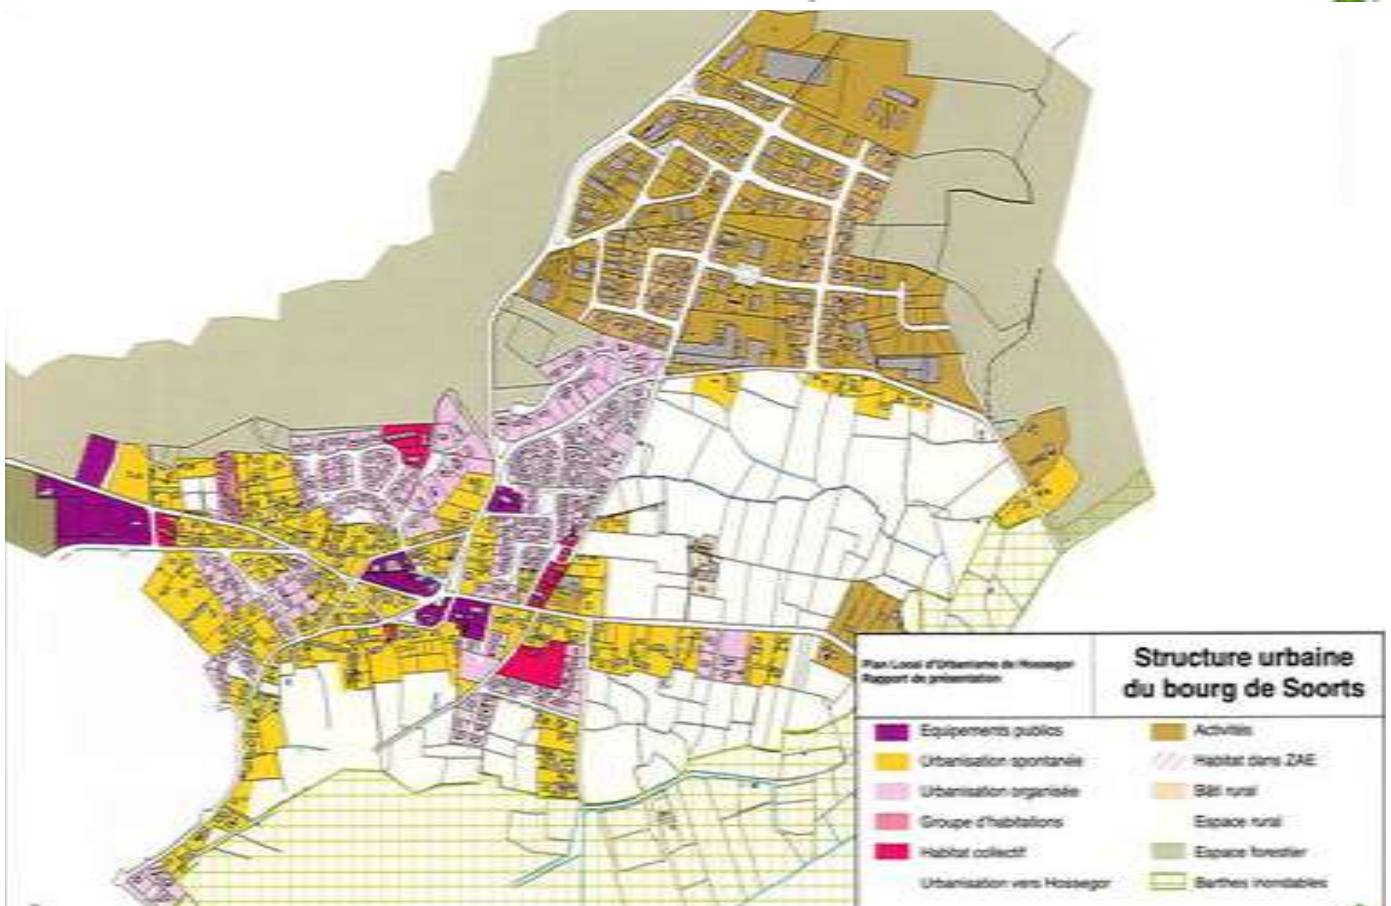 Plan Local d'Urbanisme de Hossegor
Rapport de présentation
Structure urbaine
du bourg de Soorts
Equipements publics
Urbanisation spontanée
Urbanisation organisée
Groupe d'habitations
Habitat collectif
Urbanisation vers Hossegor
Activités
Habitat dans ZAE
Bâti rural
Espace rural
Espace forestier
Barthes inondables